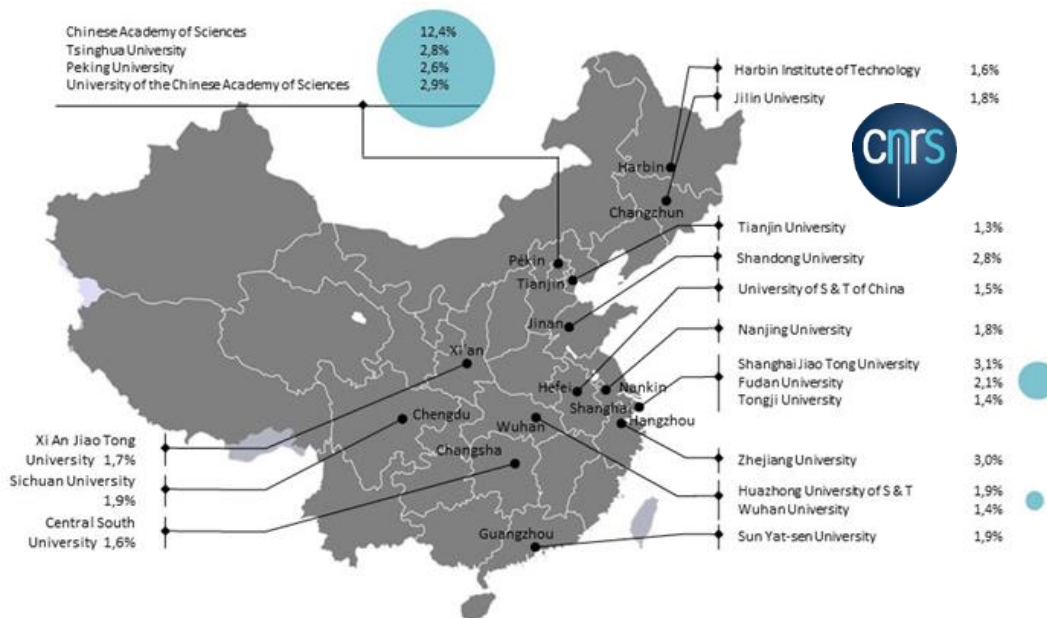 Chinese Academy of Sciences 12,4%
Tsinghua University 2,8%
Peking University 2,6%
University of the Chinese Academy of Sciences 2,9%
Harbin Institute of Technology 1,6%
Jilin University 1,8%
cnrs
Harbin
Changchun
Tianjin University 1,3%
Shandong University 2,8%
Pékin
Tianjin
University of S & T of China 1,5%
Jinan
Nanjing University 1,8%
Xi'an
Shanghai Jiao Tong University 3,1%
Fudan University 2,1%
Tongji University 1,4%
Hefei
Nankin
Shanghai
Hangzhou
Chengdu
Wuhan
Changsha
Xi An Jiao Tong
University 1,7%
Zhejiang University 3,0%
Sichuan University
1,9%
Huazhong University of S & T 1,9%
Wuhan University 1,4%
Central South
University 1,6%
Guangzhou
Sun Yat-sen University 1,9%